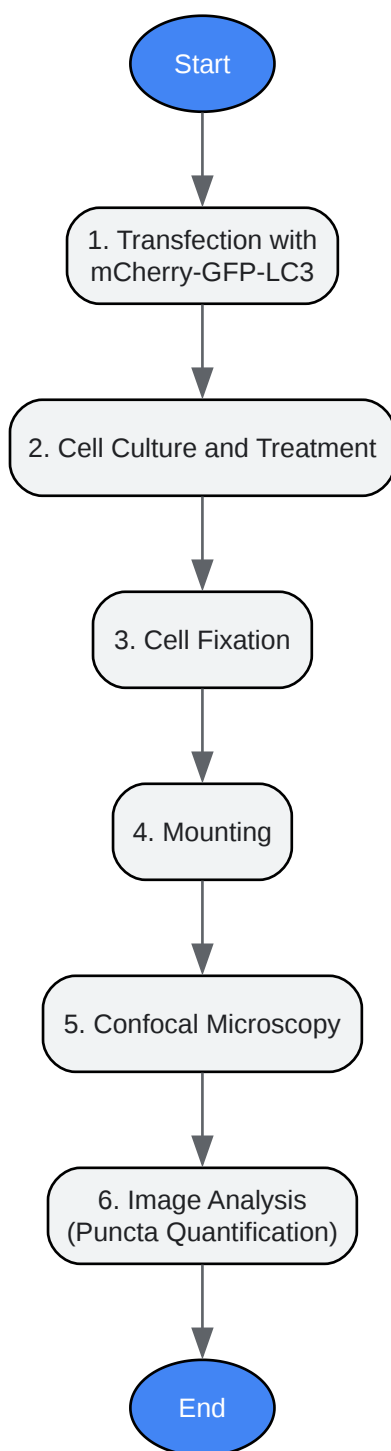 Start
1. Transfection with
mCherry-GFP-LC3
2. Cell Culture and Treatment
3. Cell Fixation
4. Mounting
5. Confocal Microscopy
6. Image Analysis
(Puncta Quantification)
End